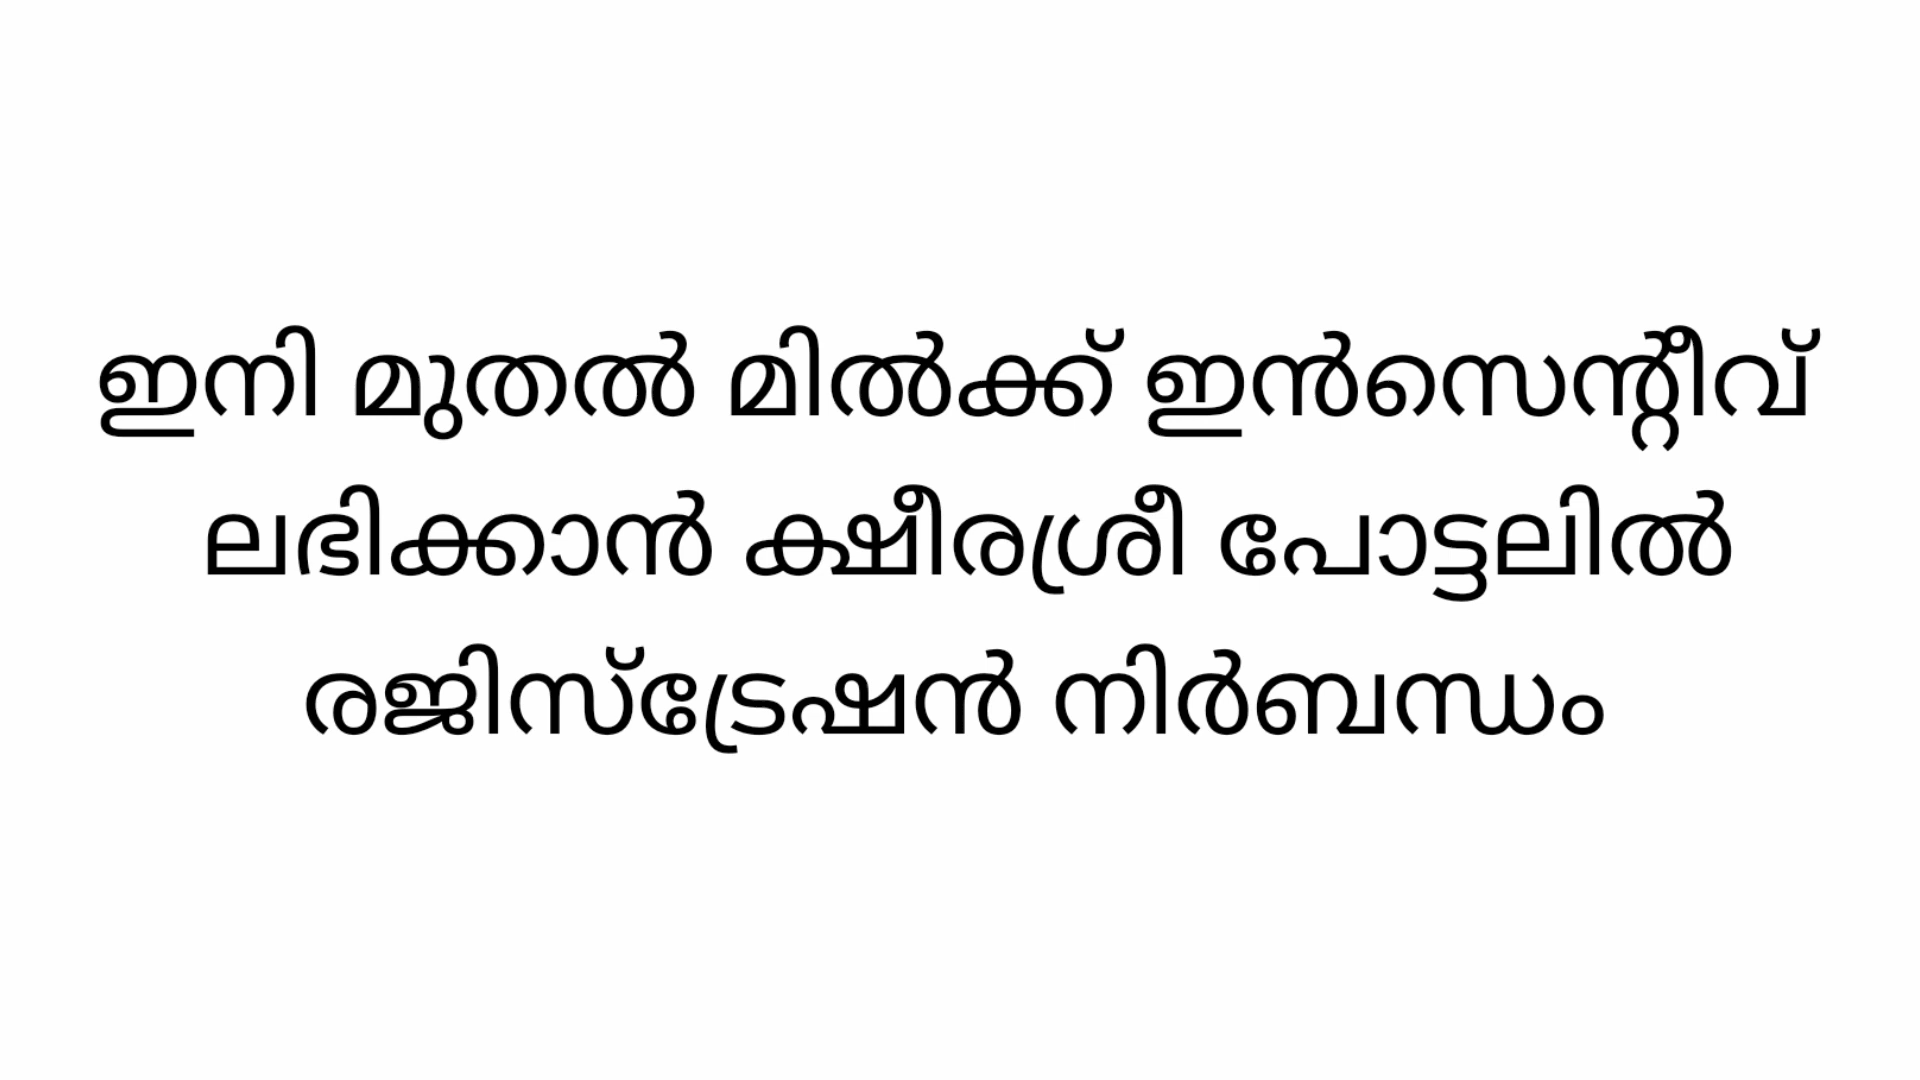 ഇനി മുതൽ മിൽക്ക് ഇൻസെന്റീവ്
ലഭിക്കാൻ ക്ഷീരശ്രീ പോട്ടലിൽ
രജിസ്ട്രേഷൻ നിർബന്ധം